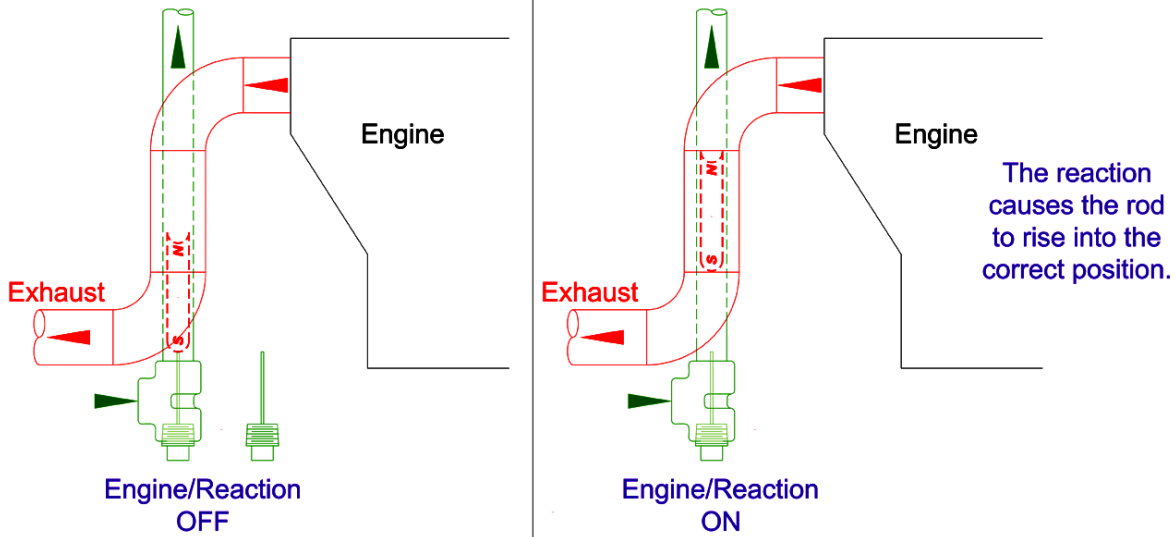 Engine
Exhaust
N
S
Engine/Reaction
OFF
Engine
The reaction
causes the rod
to rise into the
correct position.
N
S
Exhaust
Engine/Reaction
ON